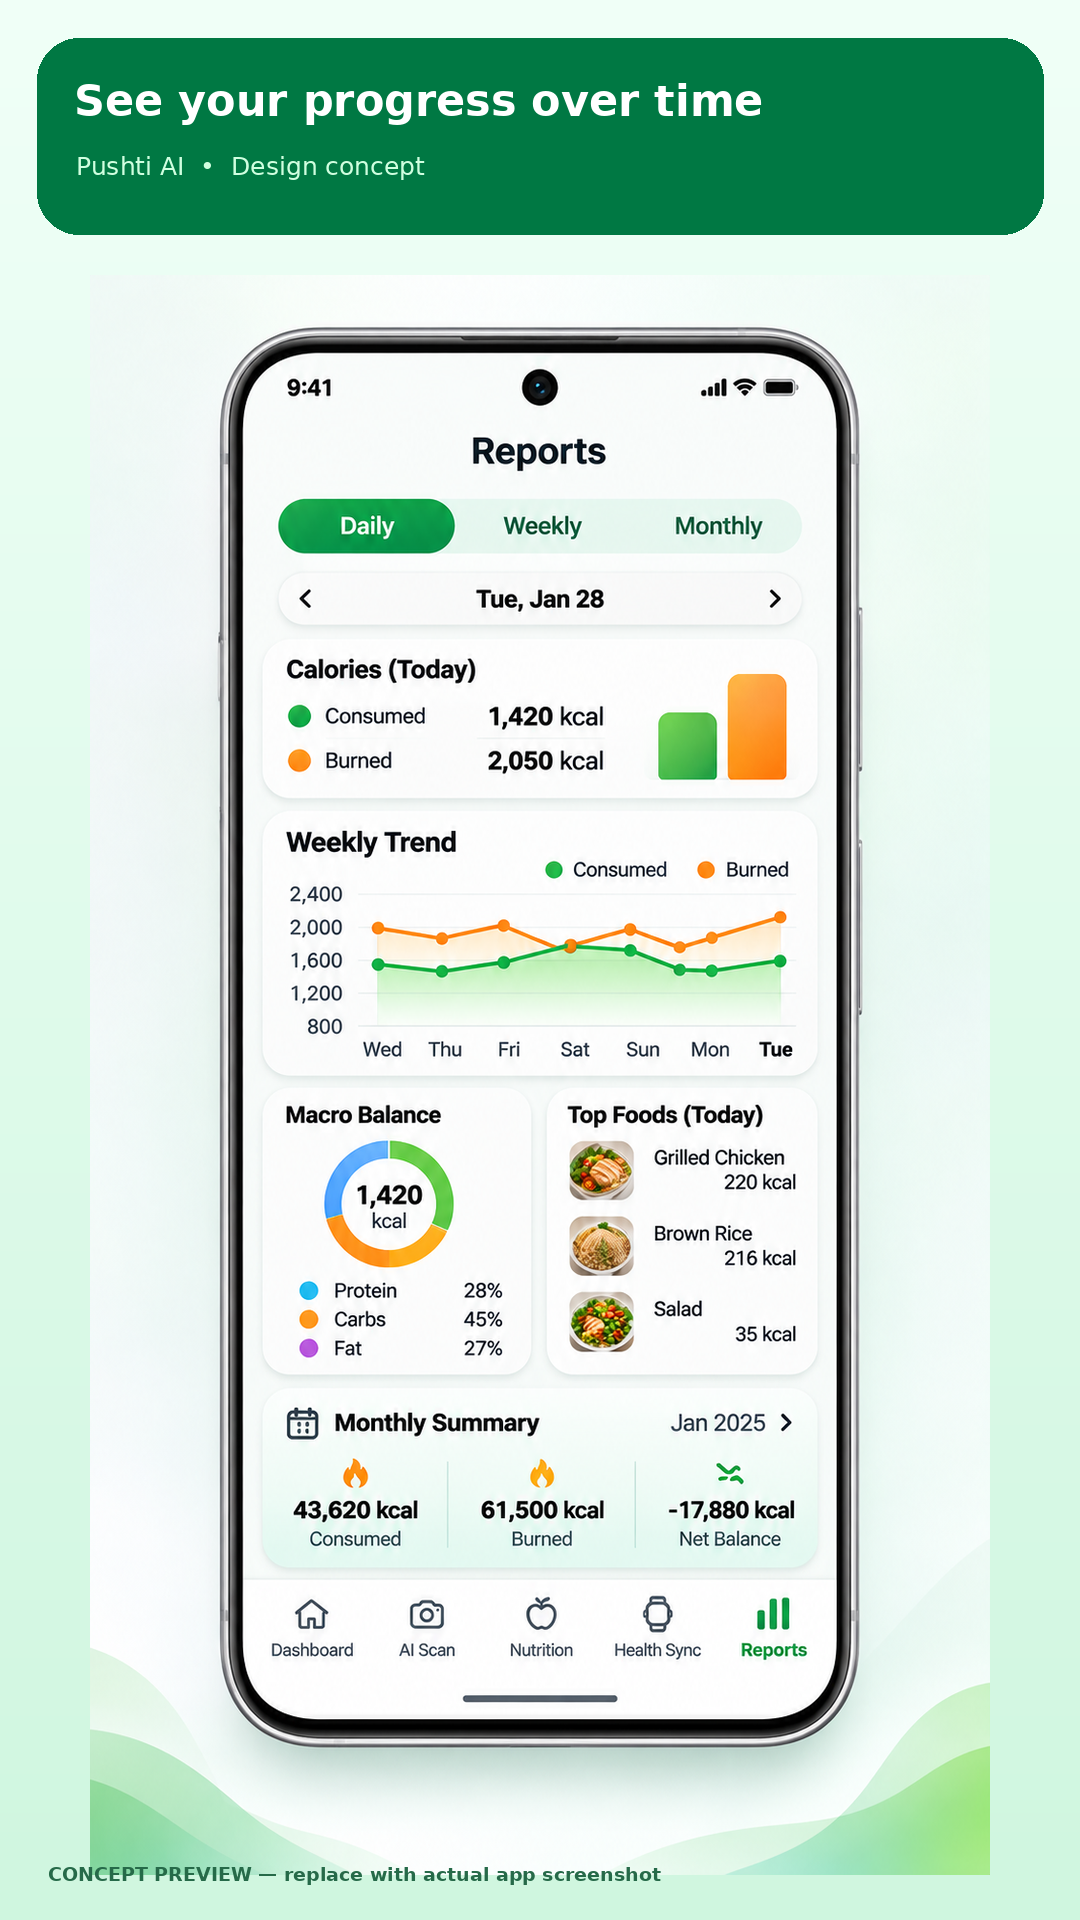 See your progress over time
Pushti AI • Design concept
9:41
Reports
Daily Weekly Monthly
Tue, Jan 28
Calories (Today)
Consumed 1,420 kcal
Burned 2,050 kcal
Weekly Trend
Consumed Burned
2,400
2,000
1,600
1,200
800
Wed Thu Fri Sat Sun Mon Tue
Macro Balance
1,420
kcal
Protein 28%
Carbs 45%
Fat 27%
Top Foods (Today)
Grilled Chicken
220 kcal
Brown Rice
216 kcal
Salad
35 kcal
Monthly Summary Jan 2025
43,620 kcal 61,500 kcal -17,880 kcal
Consumed Burned Net Balance
Dashboard AI Scan Nutrition Health Sync Reports
CONCEPT PREVIEW — replace with actual app screenshot